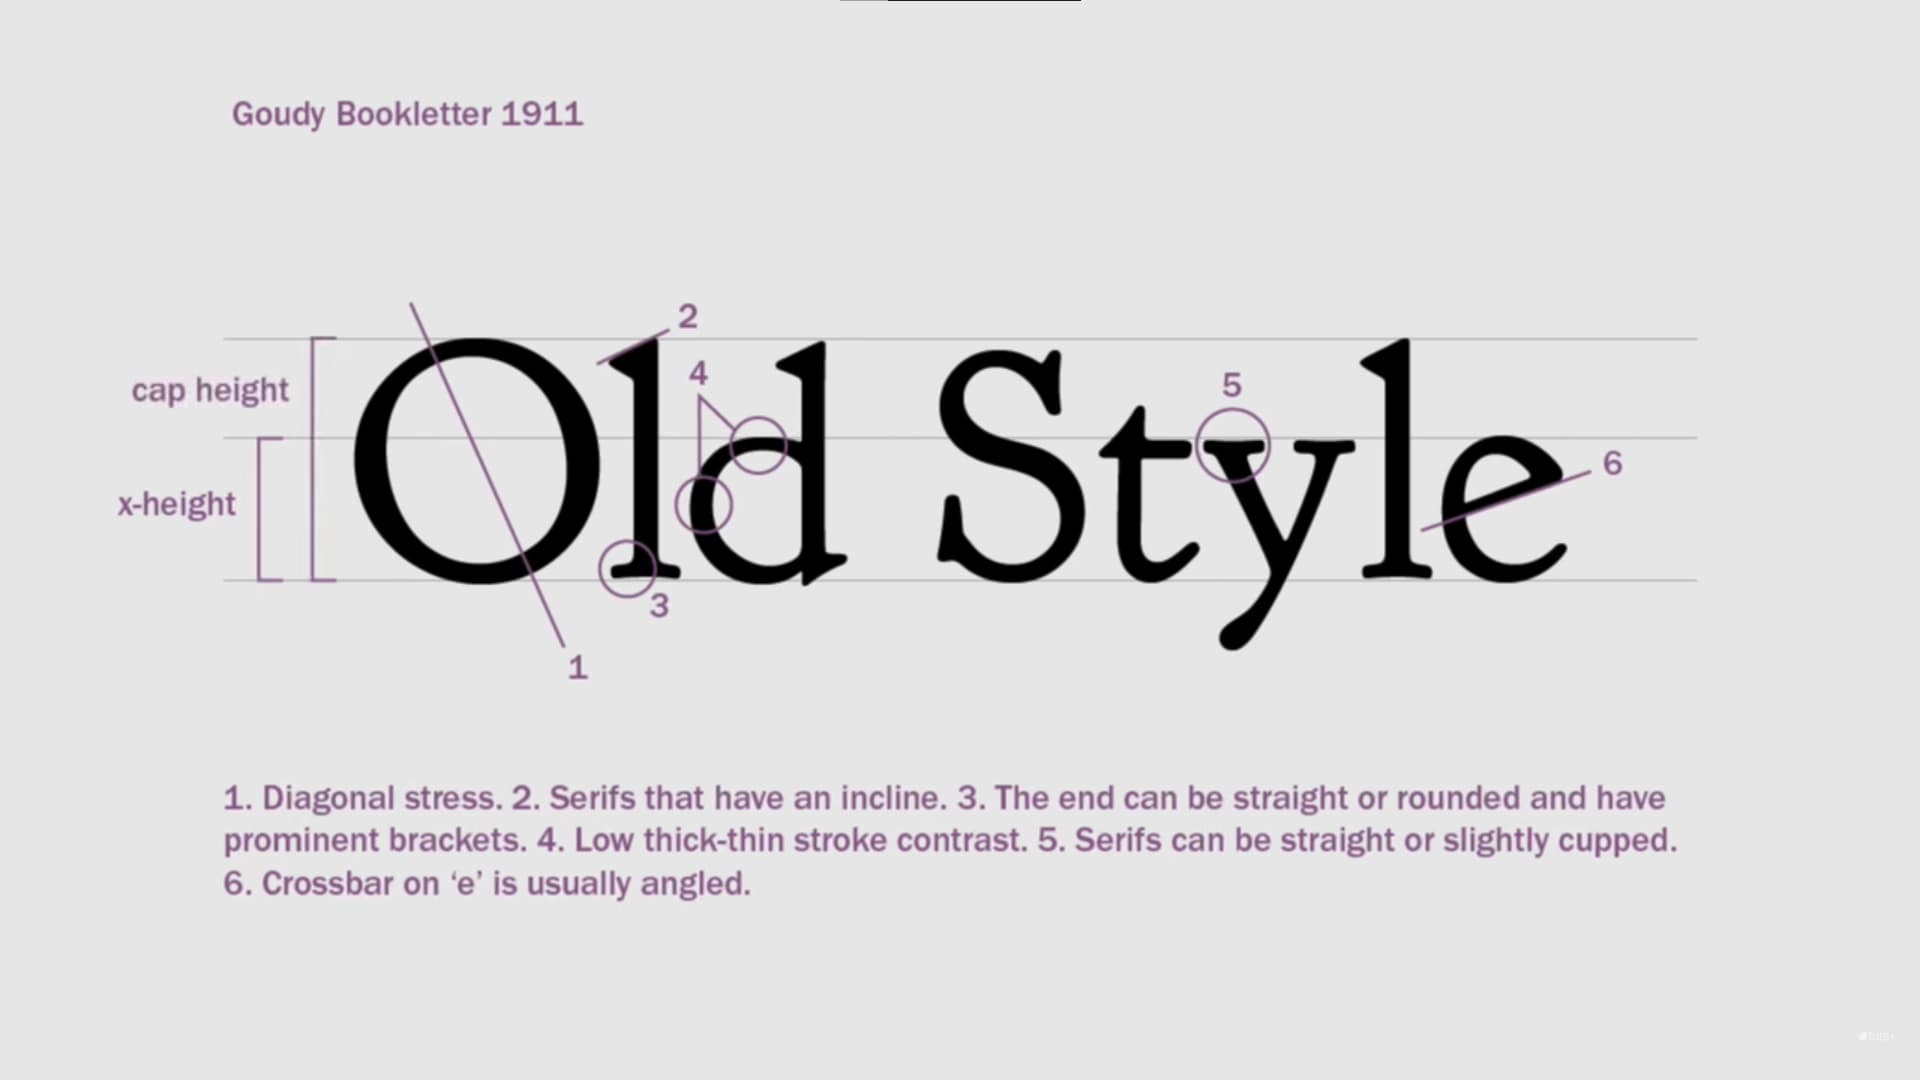 Goudy Bookletter 1911
2
4
5
cap height
Old Style
6
x-height
3
1
1. Diagonal stress. 2. Serifs that have an incline. 3. The end can be straight or rounded and have
prominent brackets. 4. Low thick-thin stroke contrast. 5. Serifs can be straight or slightly cupped.
6. Crossbar on ‘e’ is usually angled.